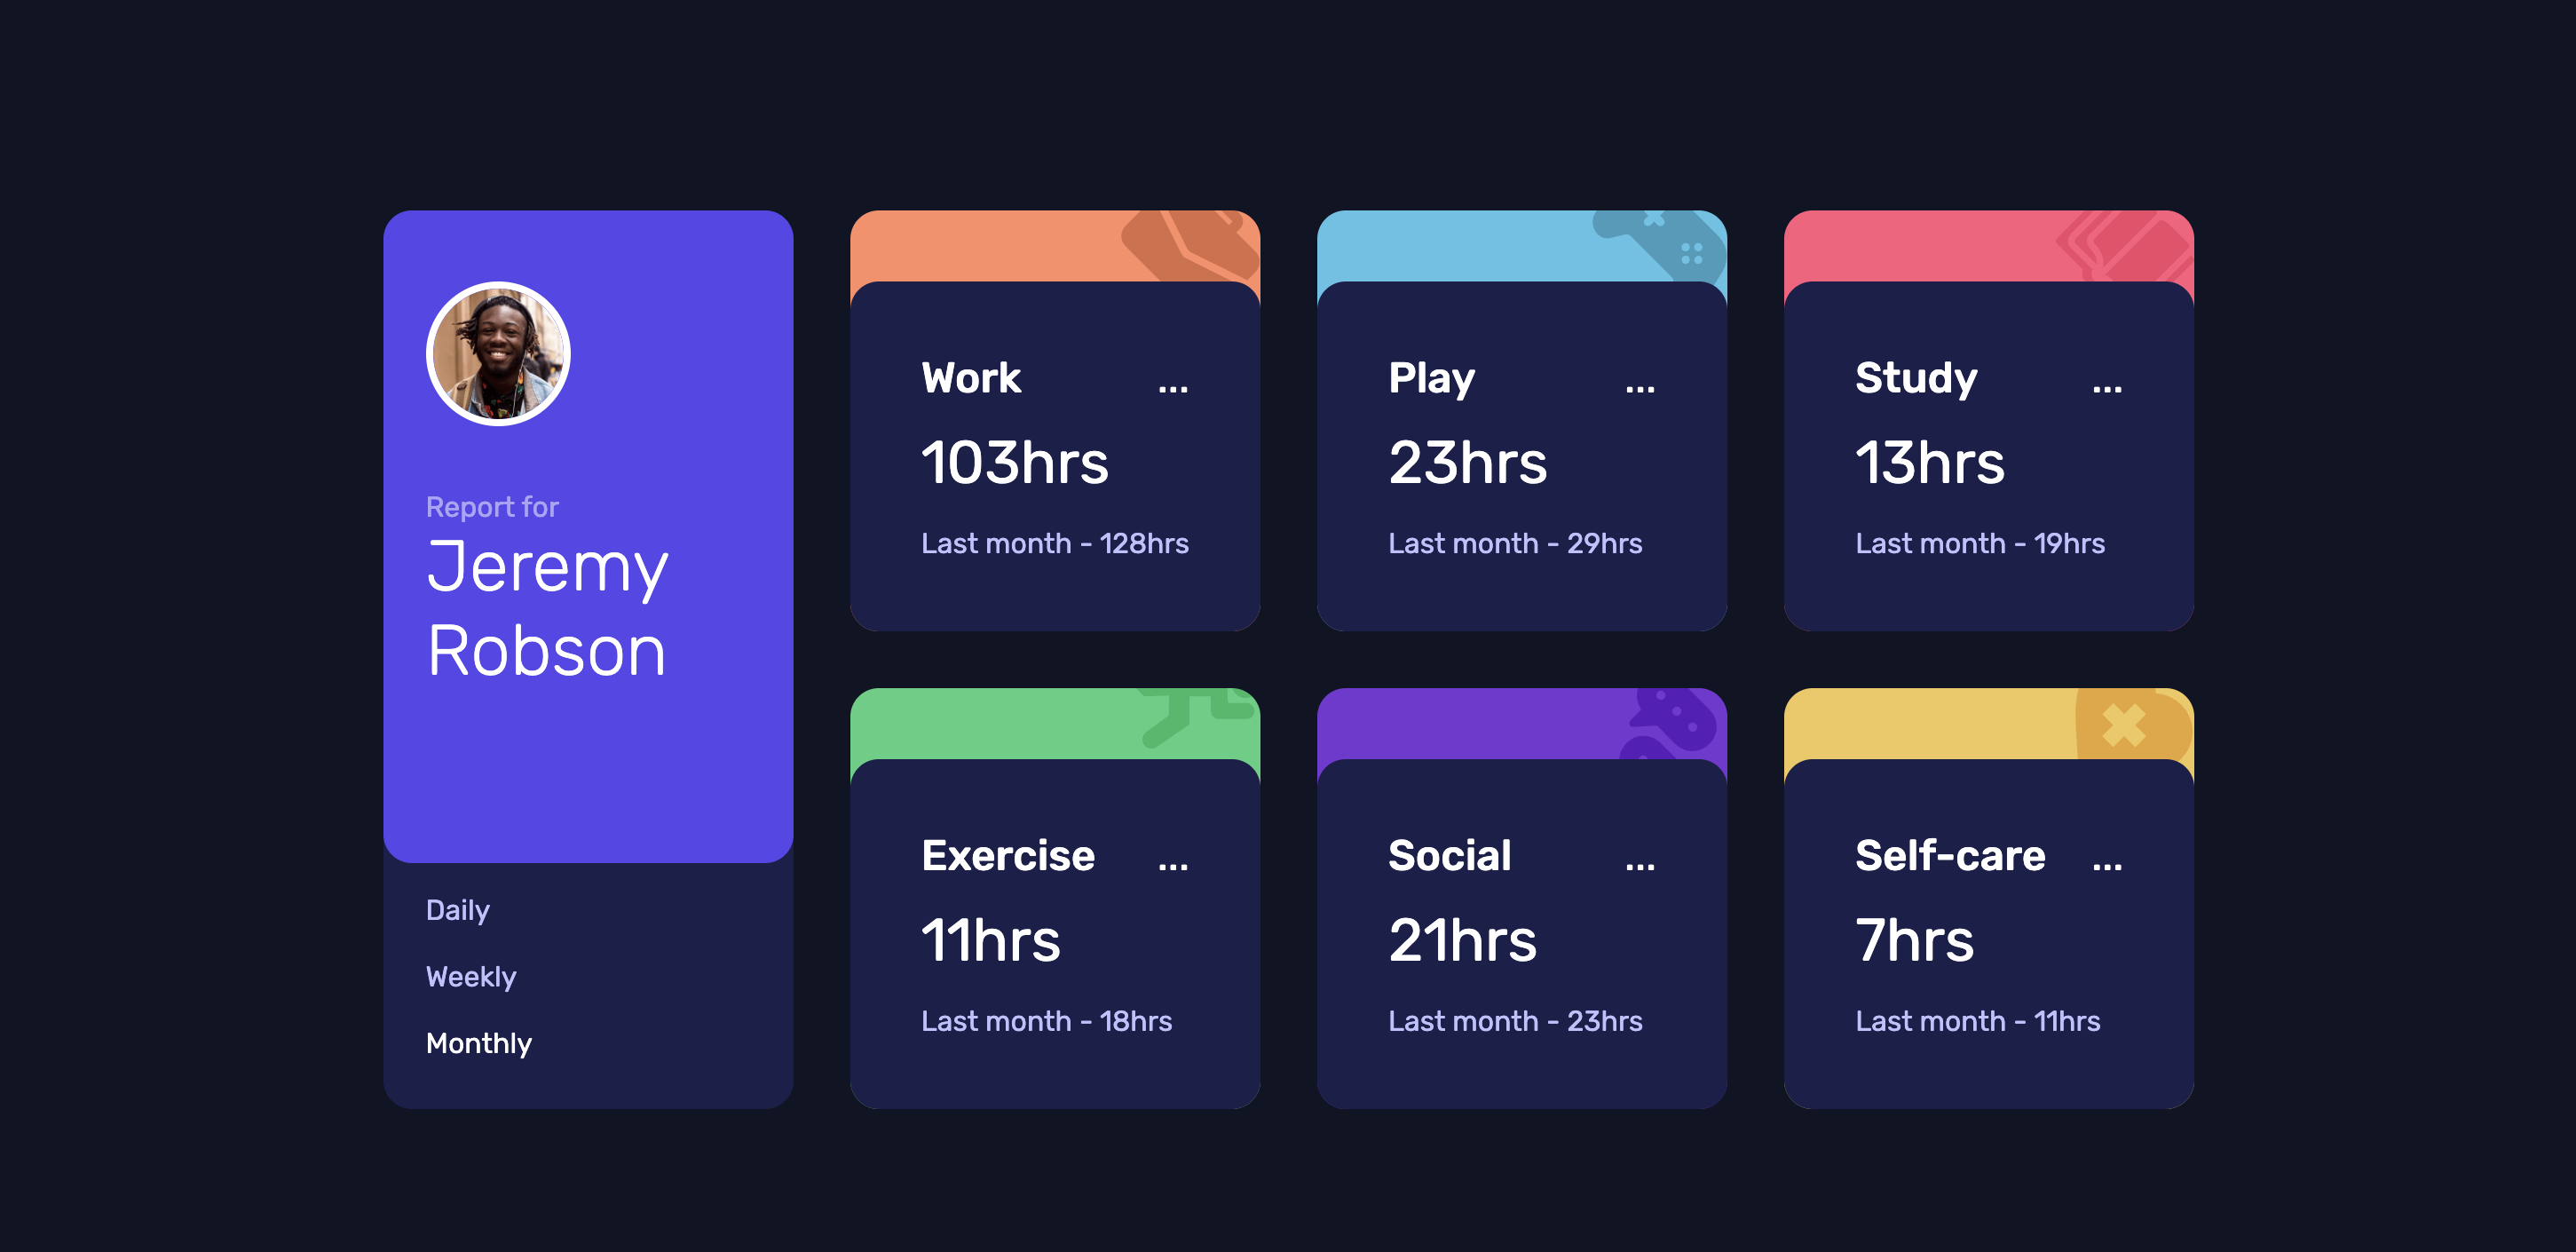 Report for
Jeremy
Robson
Daily
Weekly
Monthly
Work ...
103hrs
Last month - 128hrs
Play ...
23hrs
Last month - 29hrs
Study ...
13hrs
Last month - 19hrs
Exercise ...
11hrs
Last month - 18hrs
Social ...
21hrs
Last month - 23hrs
Self-care ...
7hrs
Last month - 11hrs